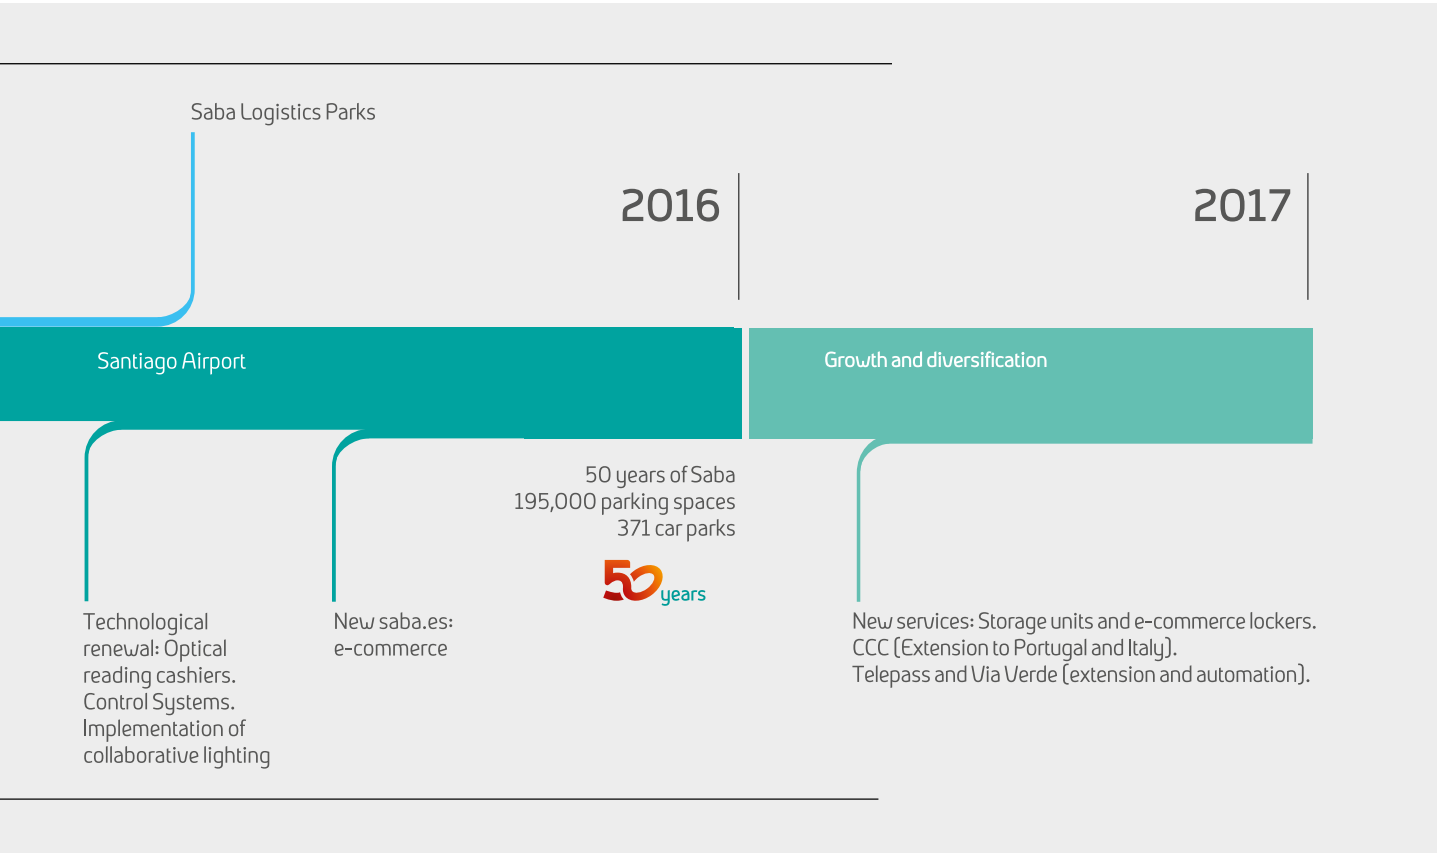 Saba Logistics Parks
2016
2017
Santiago Airport
Growth and diversification
50 years of Saba
195,000 parking spaces
371 car parks
50 years
Technological
renewal: Optical
reading cashiers.
Control Systems.
Implementation of
collaborative lighting
New saba.es:
e-commerce
New services: Storage units and e-commerce lockers.
CCC (Extension to Portugal and Italy).
Telepass and Via Verde (extension and automation).